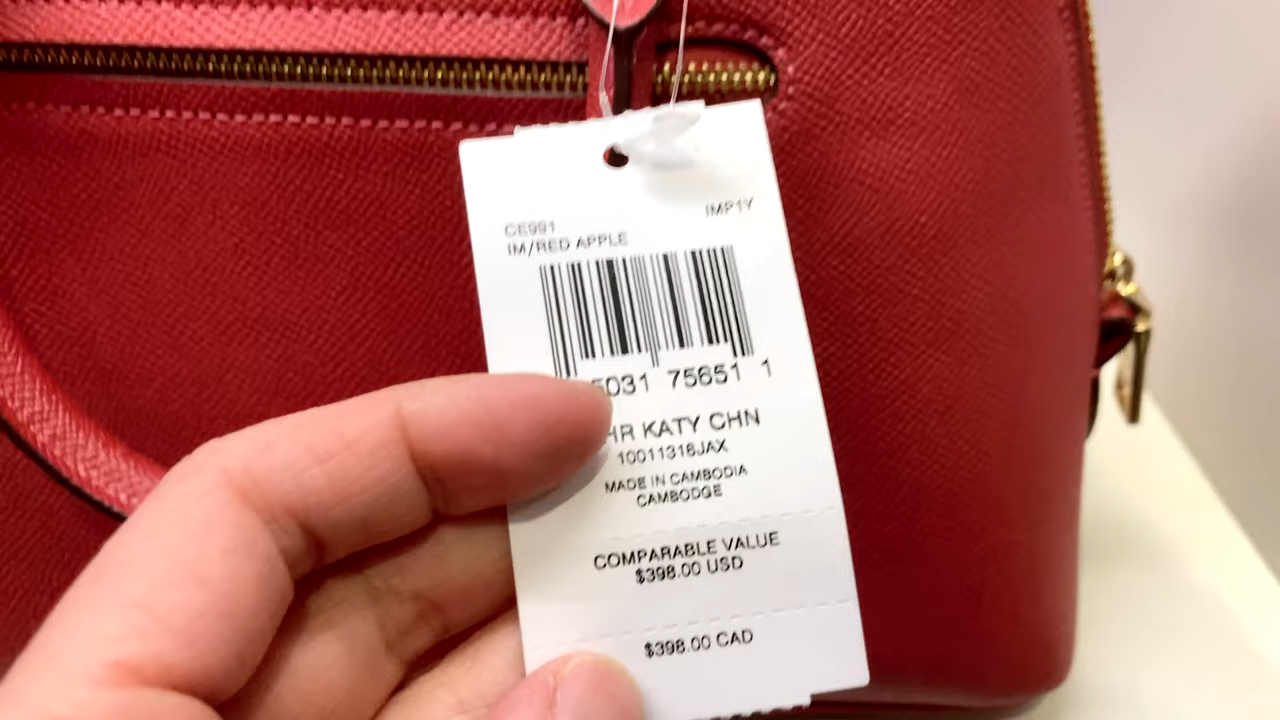 CE991
IMP1Y
IM/RED APPLE
5031 75651 1
HR KATY CHN
10011316JAX
MADE IN CAMBODIA
CAMBODGE
COMPARABLE VALUE
$398.00 USD
$398.00 CAD